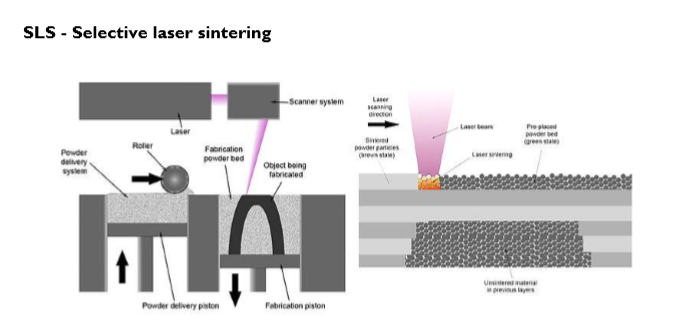 SLS - Selective laser sintering
Scanner system
Laser
Roller
Powder
delivery
system
Fabrication
powder bed
Object being
fabricated
Powder delivery piston
Fabrication piston
Laser
scanning
direction
Sintered
powder particles
(brown state)
Laser beam
Laser sintering
Pre-placed
powder bed
(green state)
Unsintered material
in previous layers